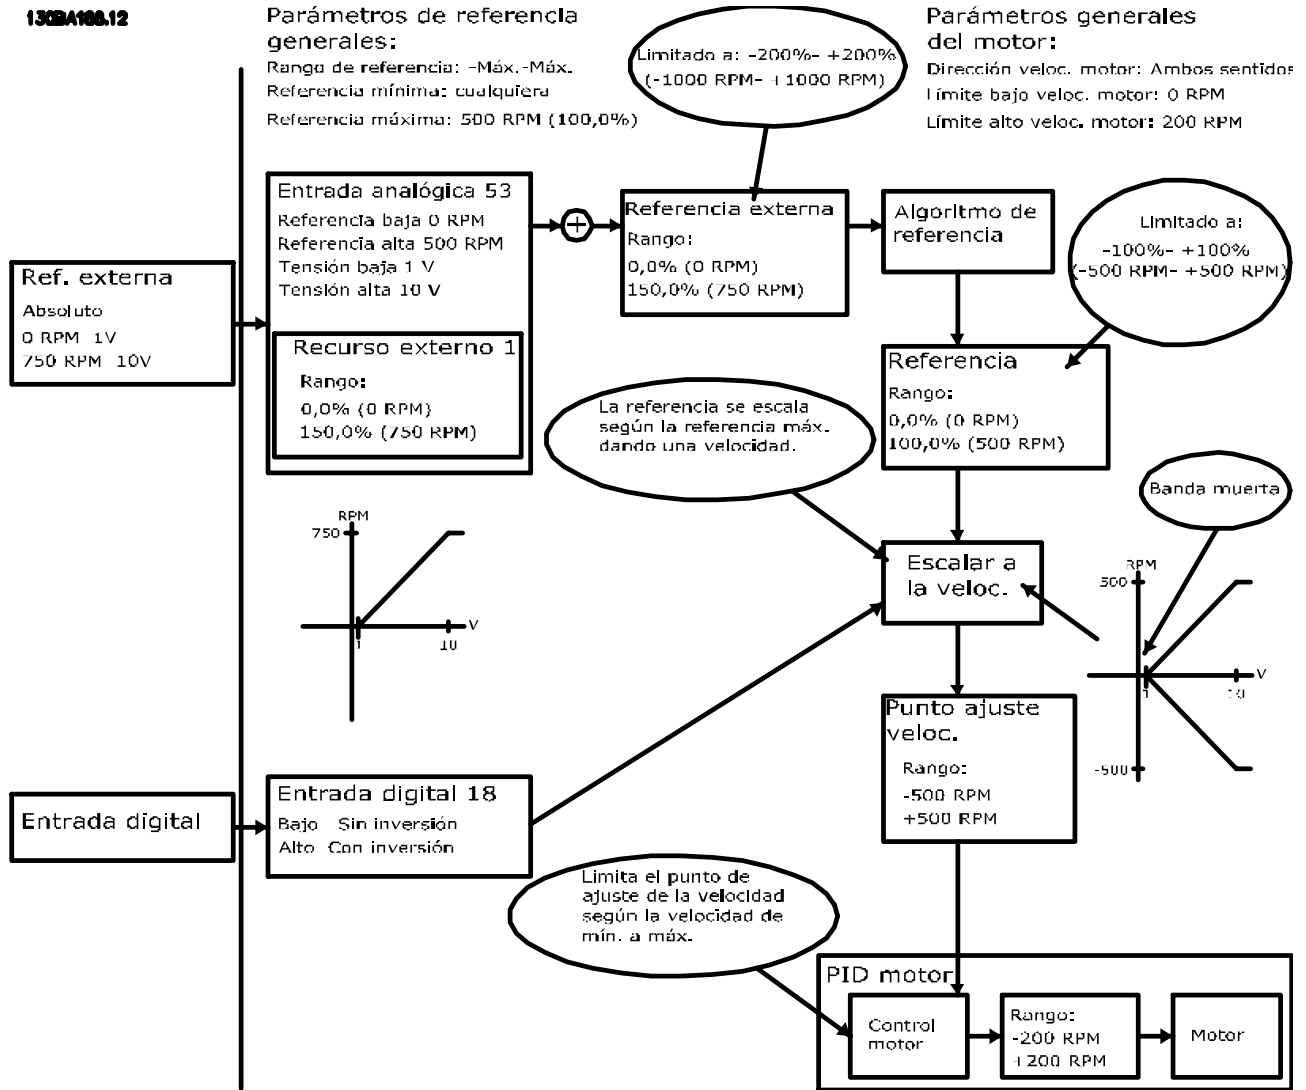 130BA188.12
Parámetros de referencia
generales:
Rango de referencia: -Máx.-Máx.
Referencia mínima: cualquiera
Referencia máxima: 500 RPM (100,0%)
Limitado a: -200%- +200%
(-1000 RPM- +1000 RPM)
Parámetros generales
del motor:
Dirección veloc. motor: Ambos sentidos
Límite bajo veloc. motor: 0 RPM
Límite alto veloc. motor: 200 RPM
Ref. externa
Absoluto
0 RPM 1V
750 RPM 10V
Entrada analógica 53
Referencia baja 0 RPM
Referencia alta 500 RPM
Tensión baja 1 V
Tensión alta 10 V
Recurso externo 1
Rango:
0,0% (0 RPM)
150,0% (750 RPM)
+
Referencia externa
Rango:
0,0% (0 RPM)
150,0% (750 RPM)
Algoritmo de
referencia
Limitado a:
-100%- +100%
(-500 RPM- +500 RPM)
Referencia
Rango:
0,0% (0 RPM)
100,0% (500 RPM)
La referencia se escala
según la referencia máx.
dando una velocidad.
Banda muerta
RPM
750
V
1
10
Escalar a
la veloc.
RPM
500
V
1
10
-500
Punto ajuste
veloc.
Rango:
-500 RPM
+500 RPM
Entrada digital
Entrada digital 18
Bajo Sin inversión
Alto Con inversión
Limita el punto de
ajuste de la velocidad
según la velocidad de
mín. a máx.
PID motor
Control
motor
Rango:
-200 RPM
+200 RPM
Motor